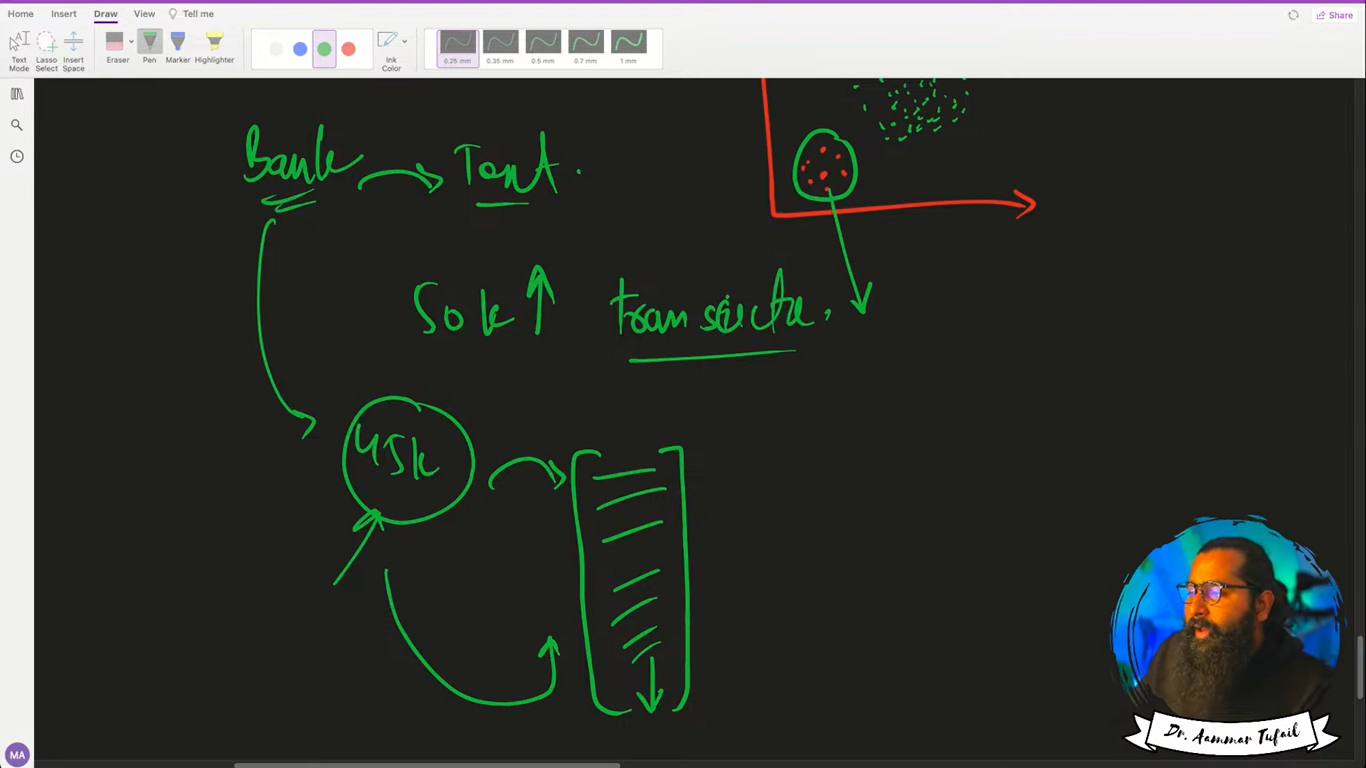 Home Insert Draw View Tell me
Share
Text Mode
Lasso Select
Insert Space
Eraser
Pen
Marker
Highlighter
Ink Color
0.25 mm 0.35 mm 0.5 mm 0.7 mm 1 mm
Bank
50k
45k
MA
Dr. Aammar Tufail